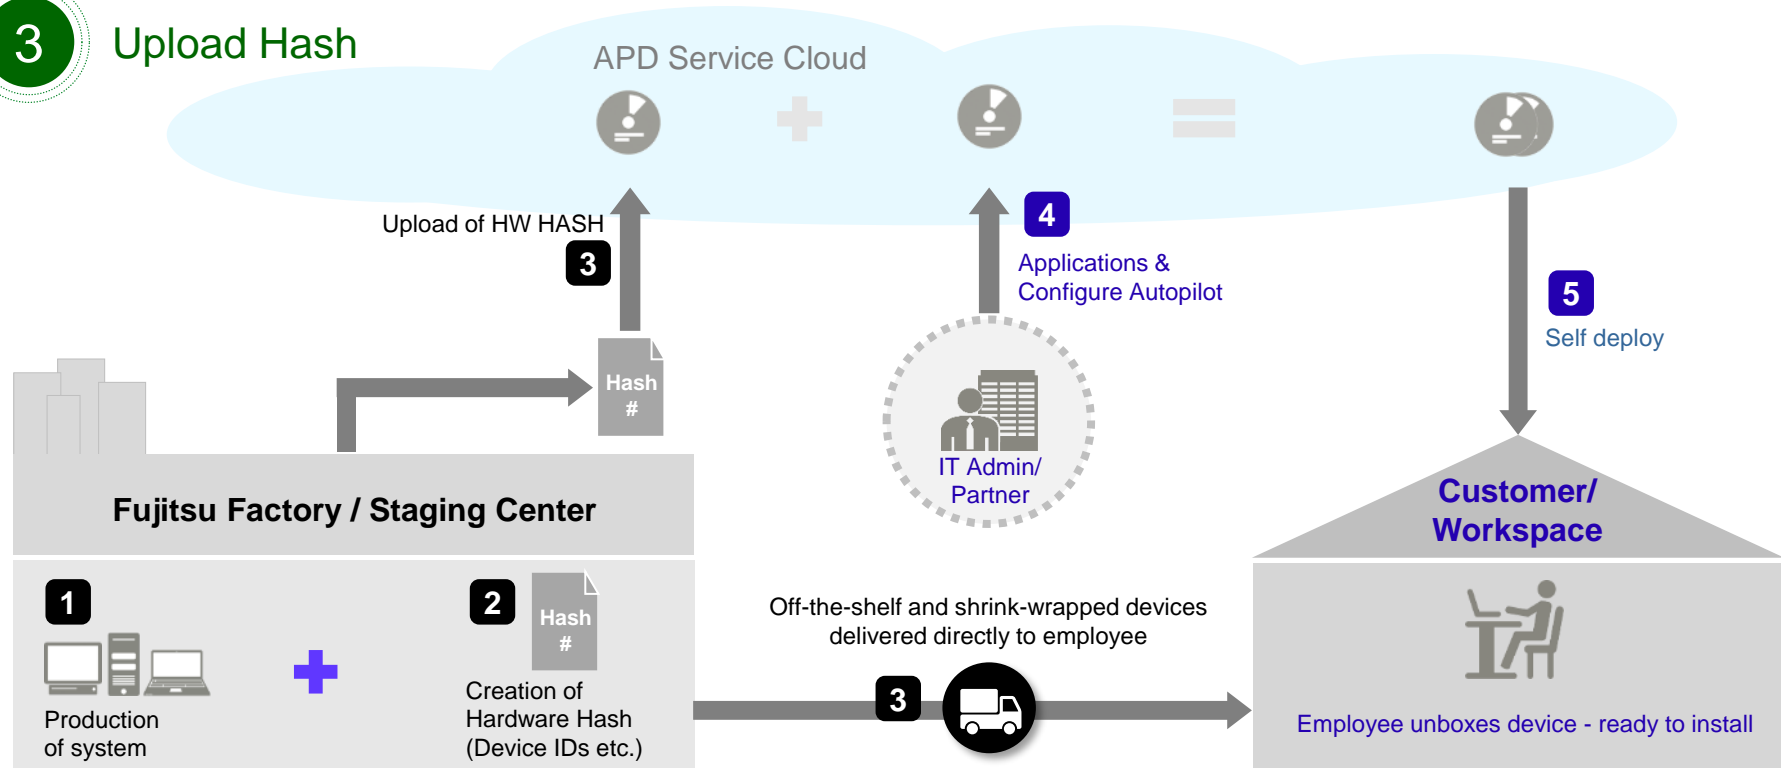 3
Upload Hash
APD Service Cloud
Upload of HW HASH
3
4
Applications &
Configure Autopilot
5
Self deploy
Hash
#
IT Admin/
Partner
Fujitsu Factory / Staging Center
Customer/
Workspace
1
Production
of system
2
Hash
#
Creation of
Hardware Hash
(Device IDs etc.)
Off-the-shelf and shrink-wrapped devices
delivered directly to employee
3
Employee unboxes device - ready to install